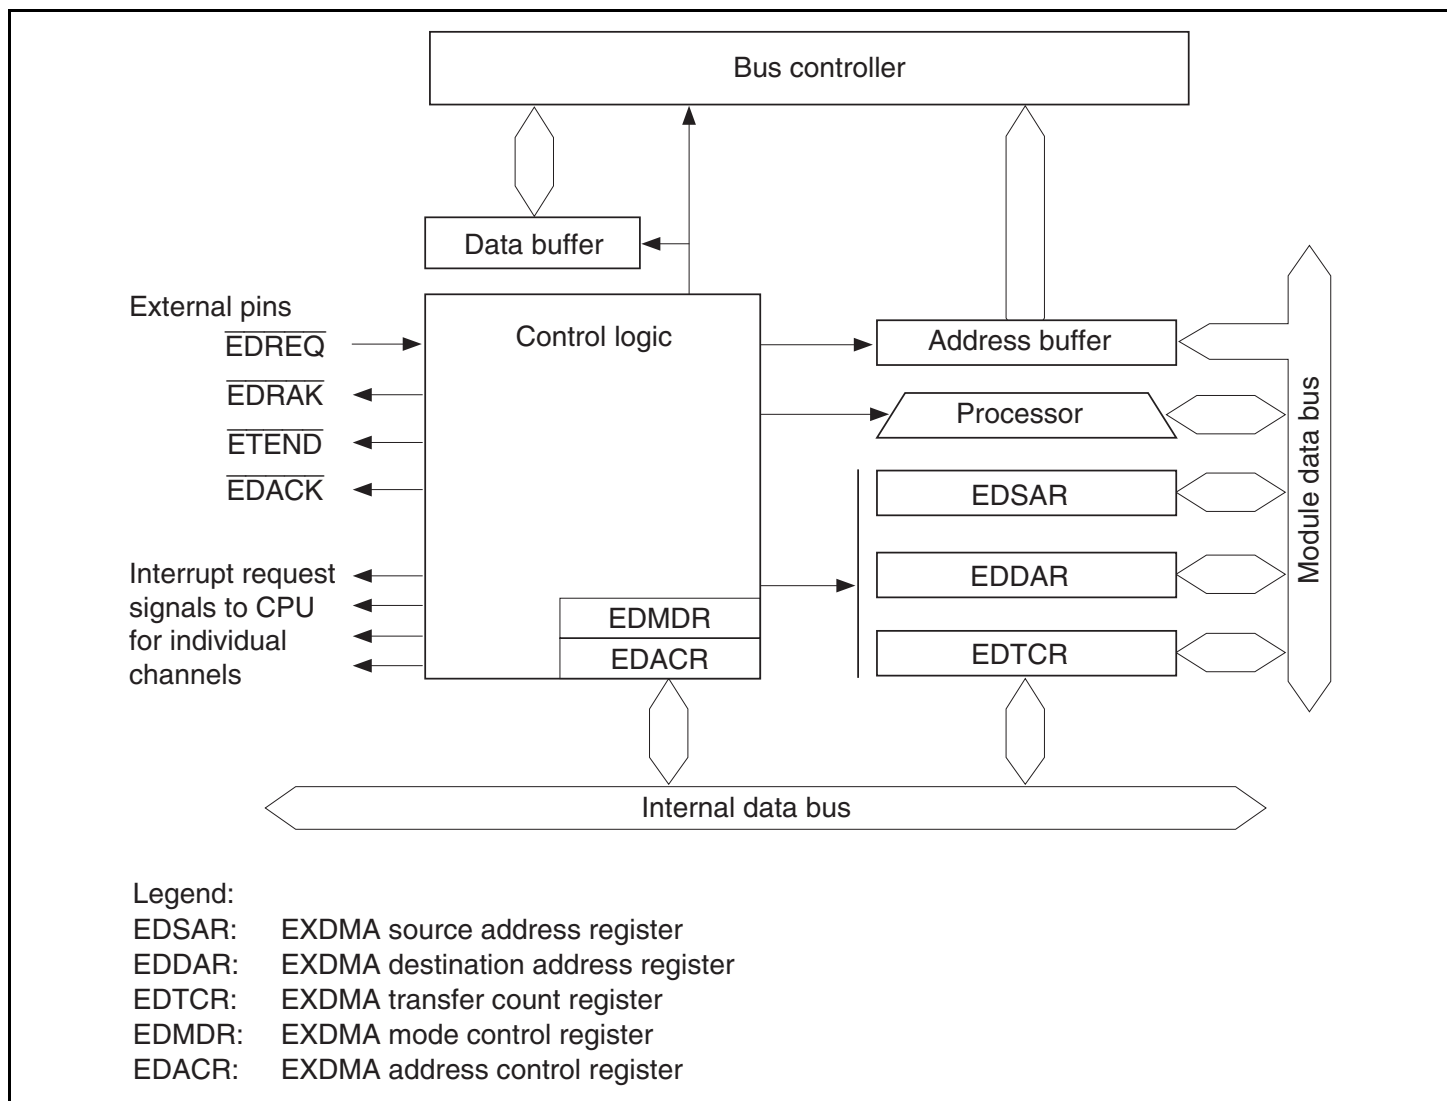 Bus controller
Data buffer
External pins
EDREQ
EDRAK
ETEND
EDACK
Interrupt request
signals to CPU
for individual
channels
Control logic
EDMDR
EDACR
Address buffer
Processor
EDSAR
EDDAR
EDTCR
Module data bus
Internal data bus
Legend:
EDSAR: EXDMA source address register
EDDAR: EXDMA destination address register
EDTCR: EXDMA transfer count register
EDMDR: EXDMA mode control register
EDACR: EXDMA address control register